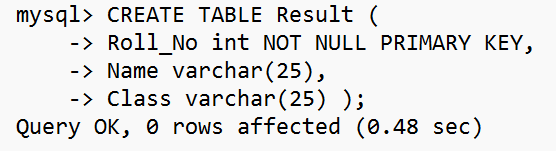 mysql> CREATE TABLE Result (
    -> Roll_No int NOT NULL PRIMARY KEY,
    -> Name varchar(25),
    -> Class varchar(25) );
Query OK, 0 rows affected (0.48 sec)